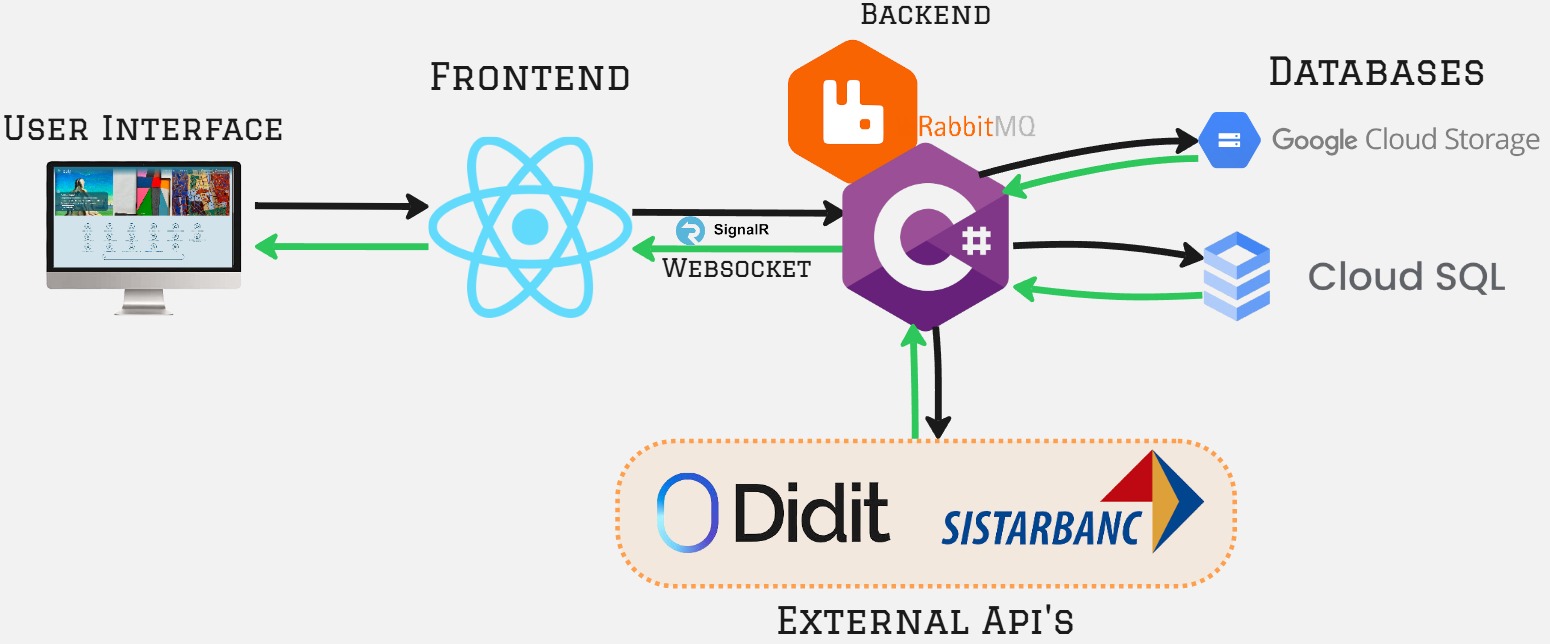 BACKEND
FRONTEND
DATABASES
USER INTERFACE
RabbitMQ
Google Cloud Storage
SignalR
WEBSOCKET
C#
Cloud SQL
Didit
SISTARBANC
EXTERNAL API'S